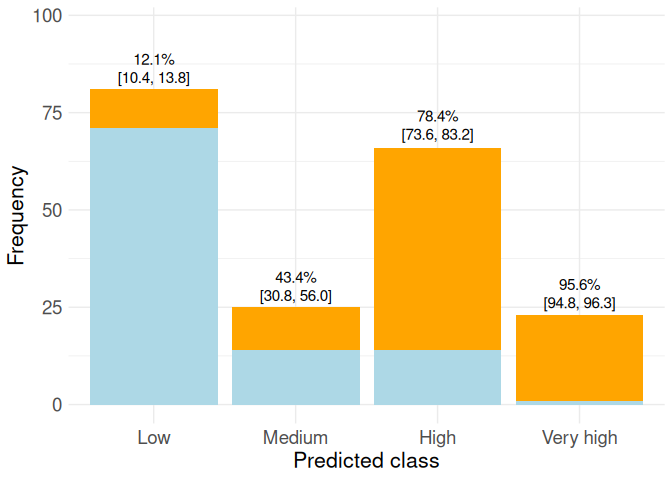 100
75
50
25
0
Frequency
12.1%
[10.4, 13.8]
43.4%
[30.8, 56.0]
78.4%
[73.6, 83.2]
95.6%
[94.8, 96.3]
Low
Medium
High
Very high
Predicted class